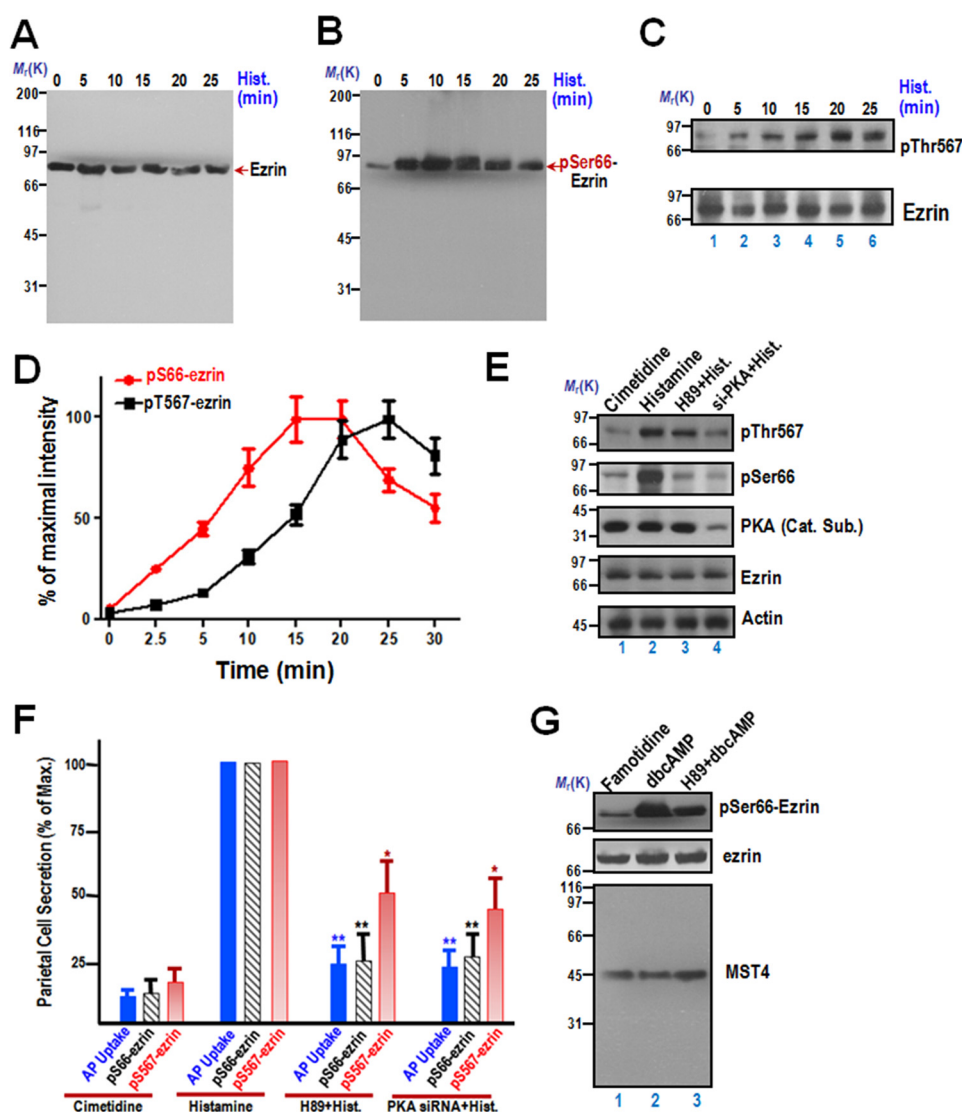 A
Mr(K) 0 5 10 15 20 25 Hist. (min)
200
116
97
66
45
31
Ezrin
B
Mr(K) 0 5 10 15 20 25 Hist. (min)
200
116
97
66
45
31
pSer66-
Ezrin
C
Mr(K) 0 5 10 15 20 25 Hist. (min)
97
66
pThr567
97
66
Ezrin
1 2 3 4 5 6
D
pS66-ezrin
pT567-ezrin
% of maximal intensity
100
50
0
0 2.5 5 10 15 20 25 30
Time (min)
E
Mr(K) Cimetidine Histamine H89+Hist. si-PKA+Hist.
97
66
pThr567
97
66
pSer66
45
31
PKA (Cat. Sub.)
97
66
Ezrin
45
Actin
1 2 3 4
F
Parietal Cell Secretion (% of Max.)
100
75
50
25
** ** *
** ** *
AP Uptake pS66-ezrin pS567-ezrin
AP Uptake pS66-ezrin pS567-ezrin
AP Uptake pS66-ezrin pS567-ezrin
AP Uptake pS66-ezrin pS567-ezrin
Cimetidine Histamine H89+Hist. PKA siRNA+Hist.
G
Mr(K) Famotidine dbcAMP H89+dbcAMP
66
pSer66-Ezrin
66
ezrin
116
97
66
45
31
MST4
1 2 3